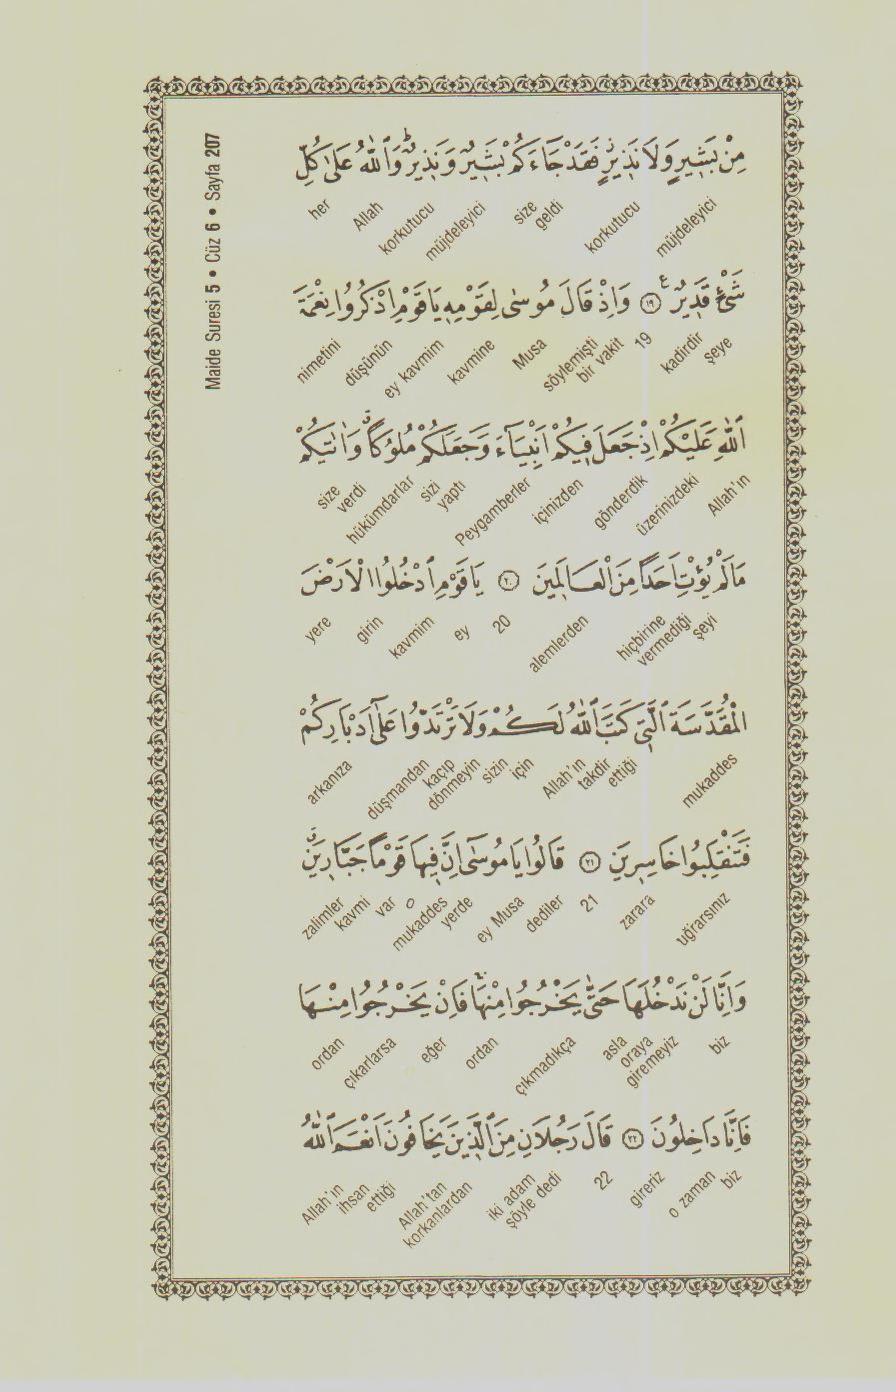 Maide Suresi 5 • Cüz 6 • Sayfa 207
مِنْ بَشِيرٍ وَلَا نَذِيرٍ فَقَدْ جَاءَكُمْ بَشِيرٌ وَنَذِيرٌ وَاللّٰهُ عَلٰى كُلِّ
müjdeleyici korkutucu geldi size müjdeleyici korkutucu Allah her
شَيْءٍ قَدِيرٌ ﴿١٩﴾ وَاِذْ قَالَ مُوسٰى لِقَوْمِهِ يَا قَوْمِ اذْكُرُوا نِعْمَةَ
şeye kadirdir 19 bir vakit söylemişti Musa kavmine ey kavmim düşünün nimetini
اللّٰهِ عَلَيْكُمْ اِذْ جَعَلَ فِيكُمْ اَنْبِيَآءَ وَجَعَلَكُمْ مُلُوكًا وَاٰتٰيكُمْ
Allah'ın üzerinizdeki gönderdik içinizden Peygamberler yaptı sizi hükümdarlar verdi size
مَا لَمْ يُؤْتِ اَحَدًا مِنَ الْعَالَمِينَ ﴿٢٠﴾ يَا قَوْمِ ادْخُلُوا الْاَرْضَ
şeyi vermediği hiçbirine alemlerden 20 ey kavmim girin yere
الْمُقَدَّسَةَ الَّتِي كَتَبَ اللّٰهُ لَكُمْ وَلَا تَرْتَدُّوا عَلٰٓى اَدْبَارِكُمْ
mukaddes ettiği takdir Allah'ın için sizin dönmeyin kaçıp düşmandan arkanıza
فَتَنْقَلِبُوا خَاسِرِينَ ﴿٢١﴾ قَالُوا يَا مُوسٰٓى اِنَّ فِيهَا قَوْمًا جَبَّارِينَ
uğrarsınız zarara 21 dediler ey Musa yerde mukaddes o var kavmi zalimler
وَاِنَّا لَنْ نَدْخُلَهَا حَتّٰى يَخْرُجُوا مِنْهَا فَاِنْ يَخْرُجُوا مِنْهَا
biz giremeyiz oraya asla çıkmadıkça ordan eğer çıkarlarsa ordan
فَاِنَّا دَاخِلُونَ ﴿٢٢﴾ قَالَ رَجُلَانِ مِنَ الَّذِينَ يَخَافُونَ اَنْعَمَ اللّٰهُ
biz o zaman gireriz 22 şöyle dedi iki adam korkanlardan Allah'tan ettiği ihsan Allah'ın